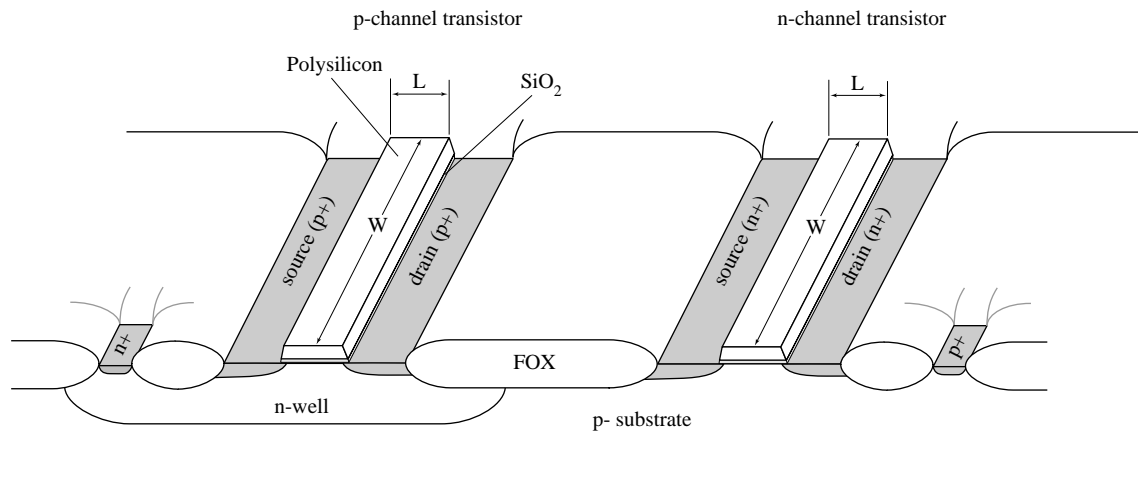 p-channel transistor
n-channel transistor
Polysilicon
L
SiO2
L
W
W
source (p+)
drain (p+)
source (n+)
drain (n+)
n+
p+
FOX
n-well
p- substrate